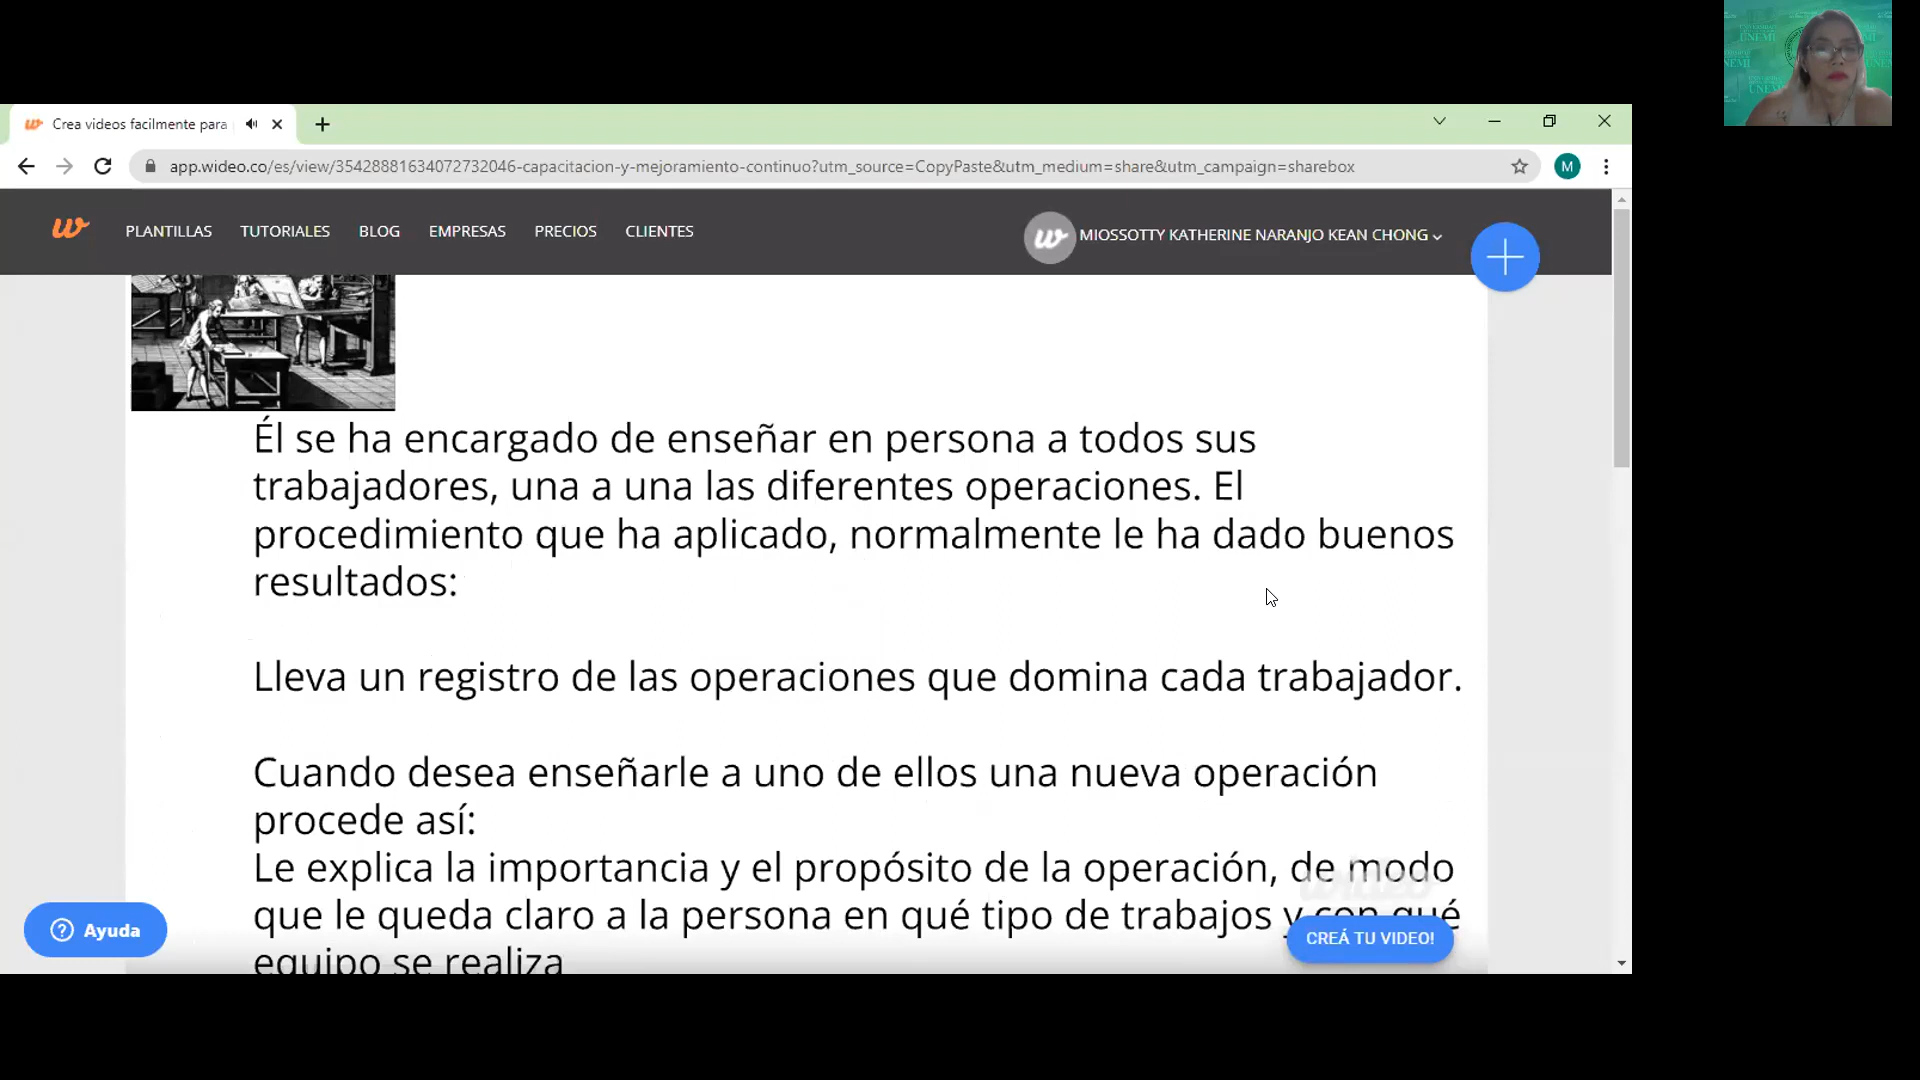 UNEMI
Crea videos facilmente para
app.wideo.co/es/view/35428881634072732046-capacitacion-y-mejoramiento-continuo?utm_source=CopyPaste&utm_medium=share&utm_campaign=sharebox
M
PLANTILLAS
TUTORIALES
BLOG
EMPRESAS
PRECIOS
CLIENTES
MIOSSOTTY KATHERINE NARANJO KEAN CHONG
Él se ha encargado de enseñar en persona a todos sus
trabajadores, una a una las diferentes operaciones. El
procedimiento que ha aplicado, normalmente le ha dado buenos
resultados:
Lleva un registro de las operaciones que domina cada trabajador.
Cuando desea enseñarle a uno de ellos una nueva operación
procede así:
Le explica la importancia y el propósito de la operación, de modo
que le queda claro a la persona en qué tipo de trabajos y con qué
equipo se realiza
Ayuda
CREÁ TU VIDEO!